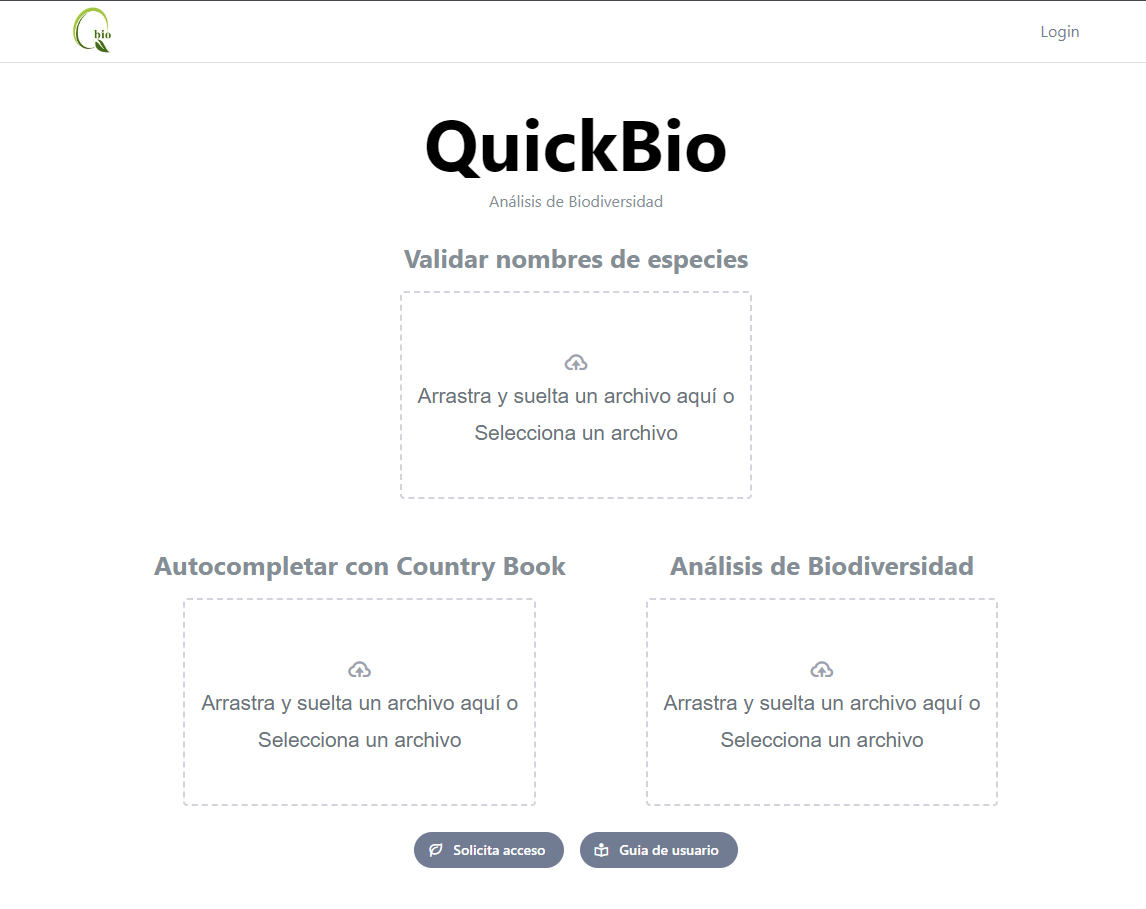 bio
Login
QuickBio
Análisis de Biodiversidad
Validar nombres de especies
Arrastra y suelta un archivo aquí o
Selecciona un archivo
Autocompletar con Country Book
Arrastra y suelta un archivo aquí o
Selecciona un archivo
Análisis de Biodiversidad
Arrastra y suelta un archivo aquí o
Selecciona un archivo
Solicita acceso
Guia de usuario